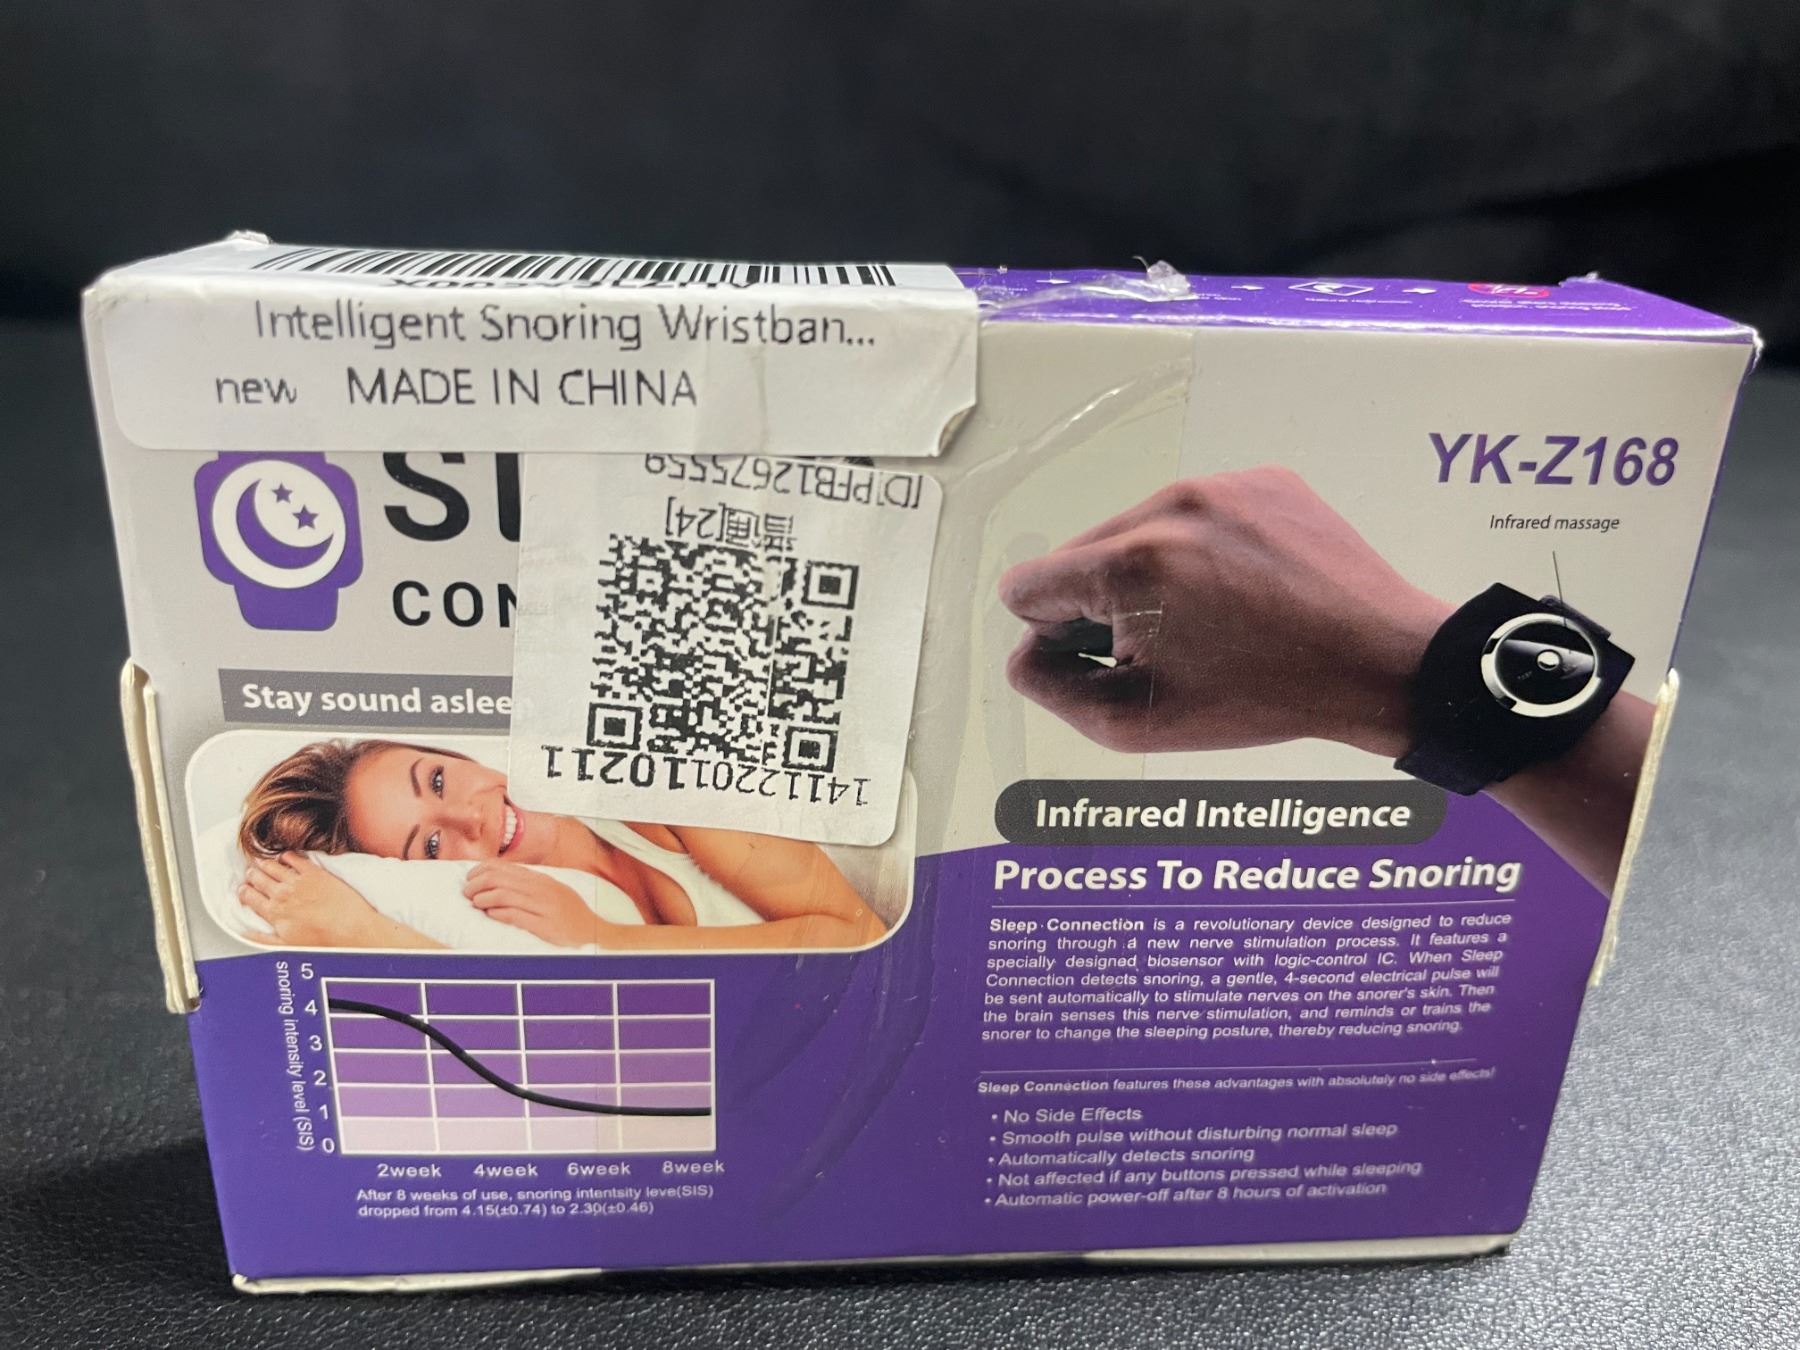 Intelligent Snoring Wristban...
new MADE IN CHINA
CON
Stay sound aslee
[D]PFB12675559
普通[24]
1411220110211
YK-Z168
Infrared massage
Infrared Intelligence
Process To Reduce Snoring
Sleep Connection is a revolutionary device designed to reduce
snoring through a new nerve stimulation process. It features a
specially designed biosensor with logic-control IC. When Sleep
Connection detects snoring, a gentle, 4-second electrical pulse will
be sent automatically to stimulate nerves on the snorer's skin. Then
the brain senses this nerve stimulation, and reminds or trains the
snorer to change the sleeping posture, thereby reducing snoring.
Sleep Connection features these advantages with absolutely no side effects!
• No Side Effects
• Smooth pulse without disturbing normal sleep
• Automatically detects snoring
• Not affected if any buttons pressed while sleeping
• Automatic power-off after 8 hours of activation
snoring intensity level (SIS)
5
4
3
2
1
0
2week 4week 6week 8week
After 8 weeks of use, snoring intentsity leve(SIS)
dropped from 4.15(±0.74) to 2.30(±0.46)